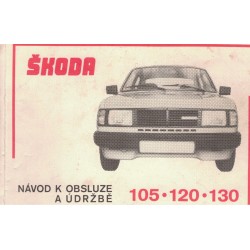 ŠKODA
NÁVOD K OBSLUZE
A ÚDRŽBĚ
105•120•130